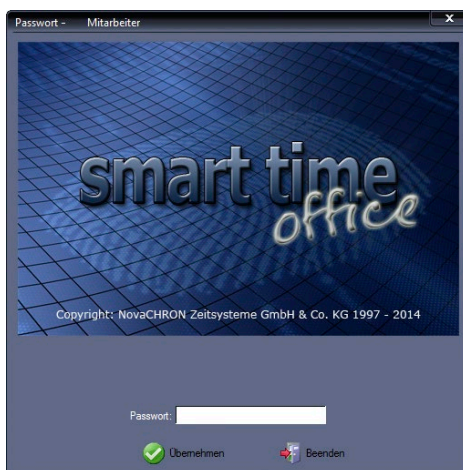 Passwort - Mitarbeiter
smart time
office
Copyright: NovaCHRON Zeitsysteme GmbH & Co. KG 1997 - 2014
Passwort:
Übernehmen Beenden